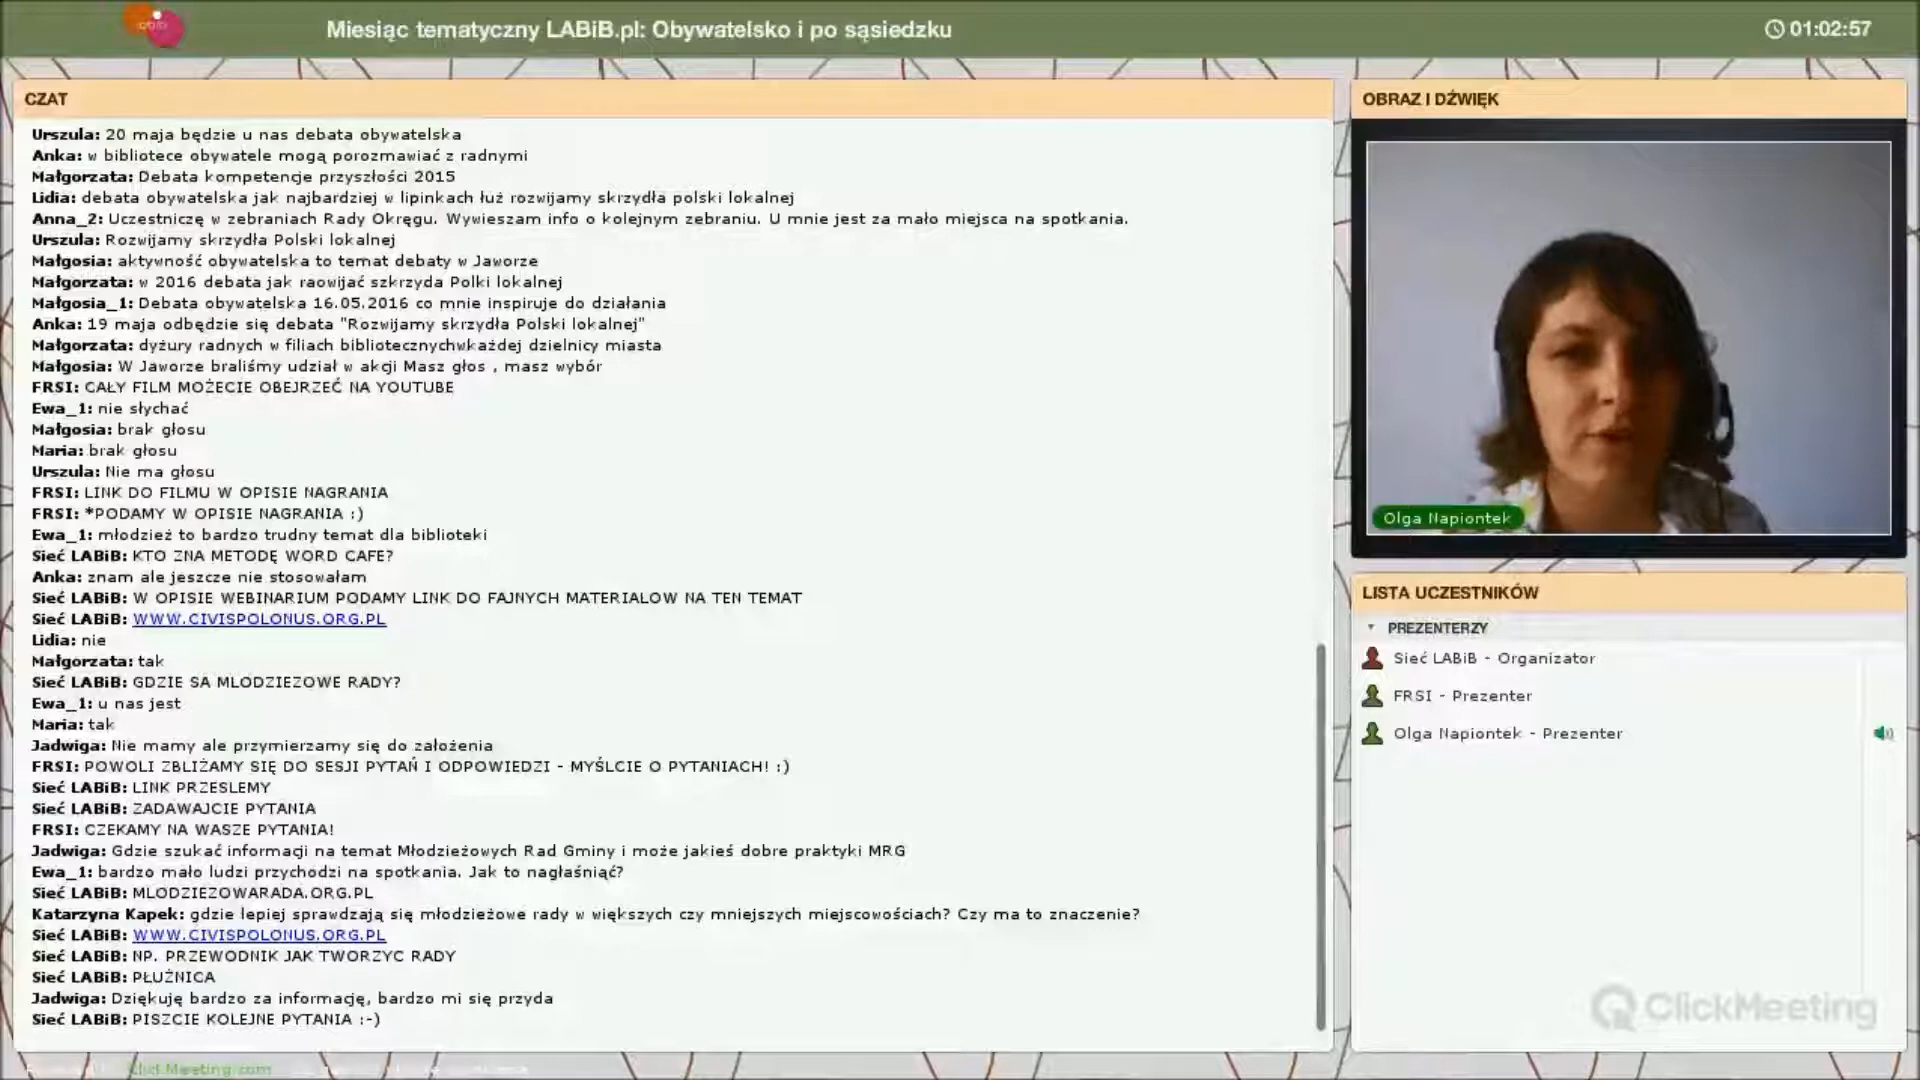 Miesiąc tematyczny LABiB.pl: Obywatelsko i po sąsiedzku
01:02:57
CZAT
Urszula: 20 maja będzie u nas debata obywatelska
Anka: w bibliotece obywatele mogą porozmawiać z radnymi
Małgorzata: Debata kompetencje przyszłości 2015
Lidia: debata obywatelska jak najbardziej w lipinkach łuż rozwijamy skrzydła polski lokalnej
Anna_2: Uczestniczę w zebraniach Rady Okręgu. Wywieszam info o kolejnym zebraniu. U mnie jest za mało miejsca na spotkania.
Urszula: Rozwijamy skrzydła Polski lokalnej
Małgosia: aktywność obywatelska to temat debaty w Jaworze
Małgorzata: w 2016 debata jak raowijać szkrzyda Polki lokalnej
Małgosia_1: Debata obywatelska 16.05.2016 co mnie inspiruje do działania
Anka: 19 maja odbędzie się debata "Rozwijamy skrzydła Polski lokalnej"
Małgorzata: dyżury radnych w filiach bibliotecznychwkażdej dzielnicy miasta
Małgosia: W Jaworze braliśmy udział w akcji Masz głos , masz wybór
FRSI: CAŁY FILM MOŻECIE OBEJRZEĆ NA YOUTUBE
Ewa_1: nie słychać
Małgosia: brak głosu
Maria: brak głosu
Urszula: Nie ma głosu
FRSI: LINK DO FILMU W OPISIE NAGRANIA
FRSI: *PODAMY W OPISIE NAGRANIA :)
Ewa_1: młodzież to bardzo trudny temat dla biblioteki
Sieć LABiB: KTO ZNA METODĘ WORD CAFE?
Anka: znam ale jeszcze nie stosowałam
Sieć LABiB: W OPISIE WEBINARIUM PODAMY LINK DO FAJNYCH MATERIALOW NA TEN TEMAT
Sieć LABiB: WWW.CIVISPOLONUS.ORG.PL
Lidia: nie
Małgorzata: tak
Sieć LABiB: GDZIE SA MLODZIEZOWE RADY?
Ewa_1: u nas jest
Maria: tak
Jadwiga: Nie mamy ale przymierzamy się do założenia
FRSI: POWOLI ZBLIŻAMY SIĘ DO SESJI PYTAŃ I ODPOWIEDZI - MYŚLCIE O PYTANIACH! :)
Sieć LABiB: LINK PRZESLEMY
Sieć LABiB: ZADAWAJCIE PYTANIA
FRSI: CZEKAMY NA WASZE PYTANIA!
Jadwiga: Gdzie szukać informacji na temat Młodzieżowych Rad Gminy i może jakieś dobre praktyki MRG
Ewa_1: bardzo mało ludzi przychodzi na spotkania. Jak to nagłaśniąć?
Sieć LABiB: MLODZIEZOWARADA.ORG.PL
Katarzyna Kapek: gdzie lepiej sprawdzają się młodzieżowe rady w większych czy mniejszych miejscowościach? Czy ma to znaczenie?
Sieć LABiB: WWW.CIVISPOLONUS.ORG.PL
Sieć LABiB: NP. PRZEWODNIK JAK TWORZYC RADY
Sieć LABiB: PŁUŻNICA
Jadwiga: Dziękuję bardzo za informację, bardzo mi się przyda
Sieć LABiB: PISZCIE KOLEJNE PYTANIA :-)
OBRAZ I DŹWIĘK
Olga Napiontek
LISTA UCZESTNIKÓW
PREZENTERZY
Sieć LABiB - Organizator
FRSI - Prezenter
Olga Napiontek - Prezenter
ClickMeeting
ClickMeeting.com